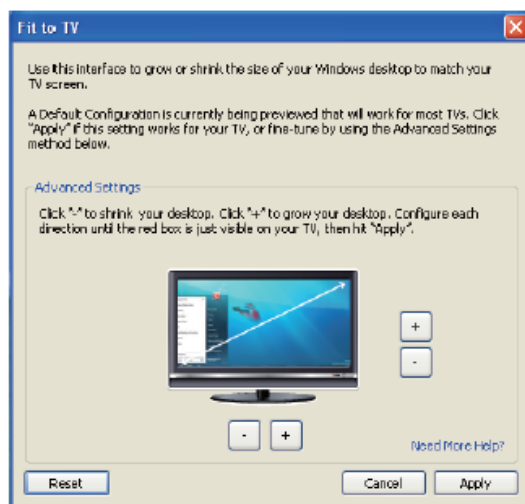 Fit to TV
Use this interface to grow or shrink the size of your Windows desktop to match your
TV screen.
A Default Configuration is currently being previewed that will work for most TVs. Click
"Apply" if this setting works for your TV, or fine-tune by using the Advanced Settings
method below.
Advanced Settings
Click "-" to shrink your desktop. Click "+" to grow your desktop. Configure each
direction until the red box is just visible on your TV, then hit "Apply".
+
-
- +
Need More Help?
Reset Cancel Apply